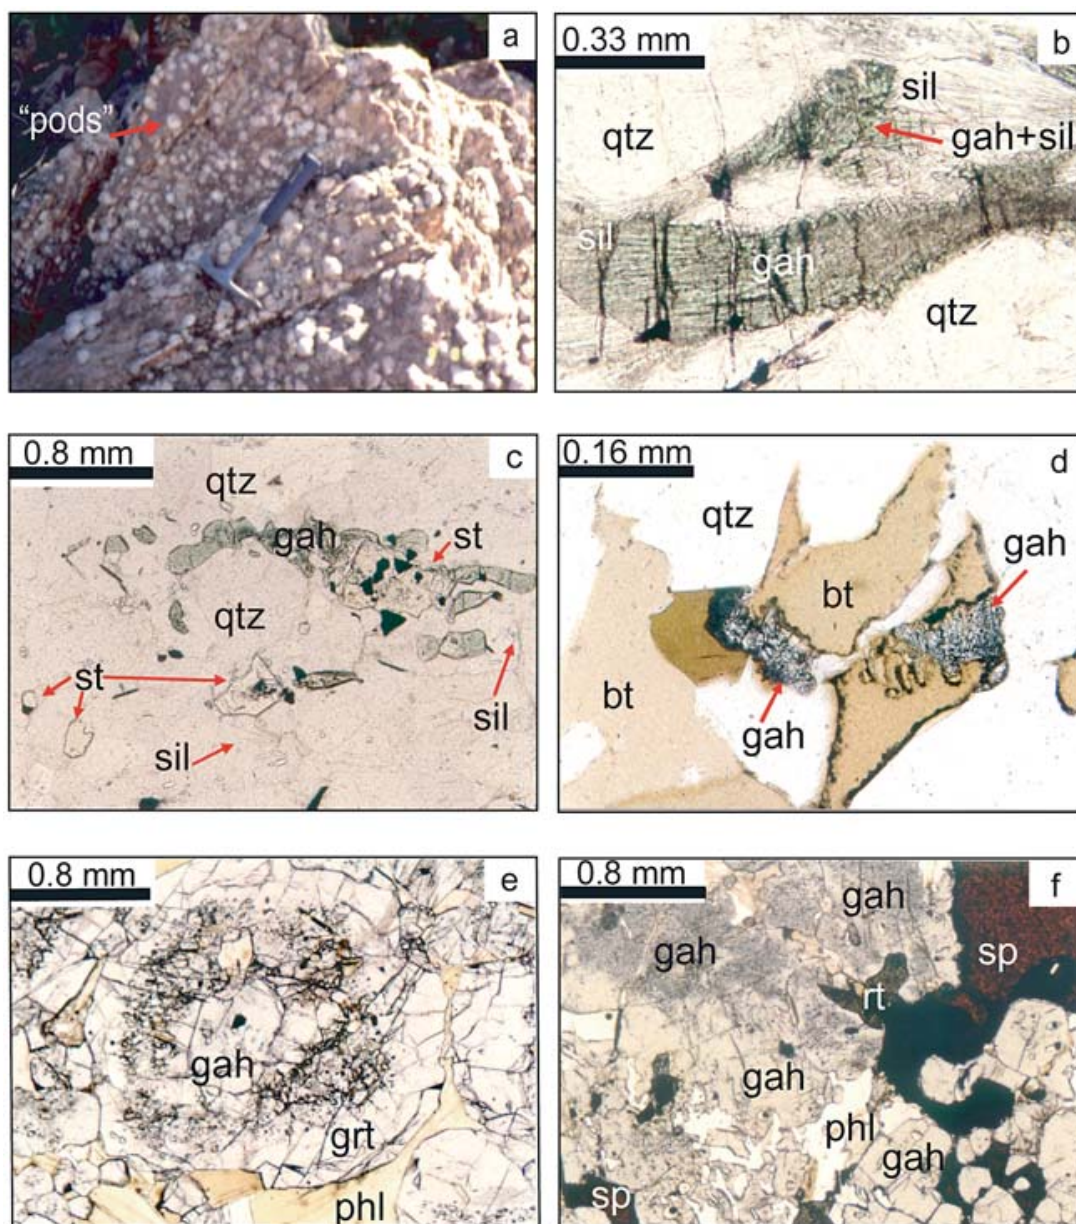 a
"pods"
0.33 mm
b
sil
qtz
gah+sil
sil
gah
qtz
0.8 mm
c
qtz
gah
st
qtz
st
sil
sil
0.16 mm
d
qtz
gah
bt
bt
gah
0.8 mm
e
gah
grt
phl
0.8 mm
f
gah
gah
sp
rt
gah
phl
gah
sp